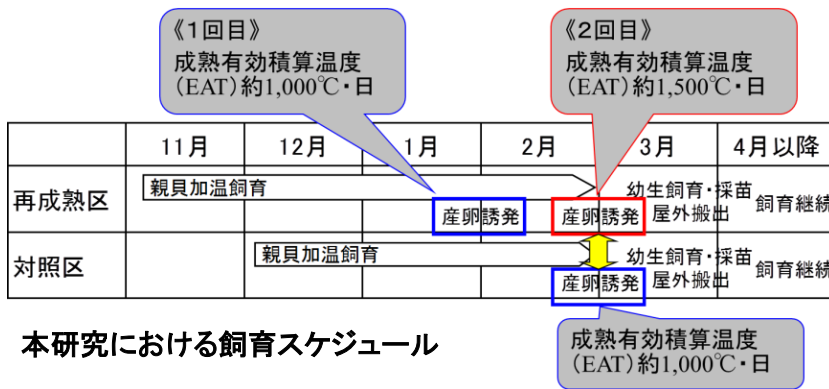 《1回目》
成熟有効積算温度
(EAT)約1,000℃・日
《2回目》
成熟有効積算温度
(EAT)約1,500℃・日
11月 12月 1月 2月 3月 4月以降
再成熟区
親貝加温飼育
産卵誘発
産卵誘発
幼生飼育・採苗
屋外搬出
飼育継続
対照区
親貝加温飼育
産卵誘発
幼生飼育・採苗
屋外搬出
飼育継続
本研究における飼育スケジュール
成熟有効積算温度
(EAT)約1,000℃・日